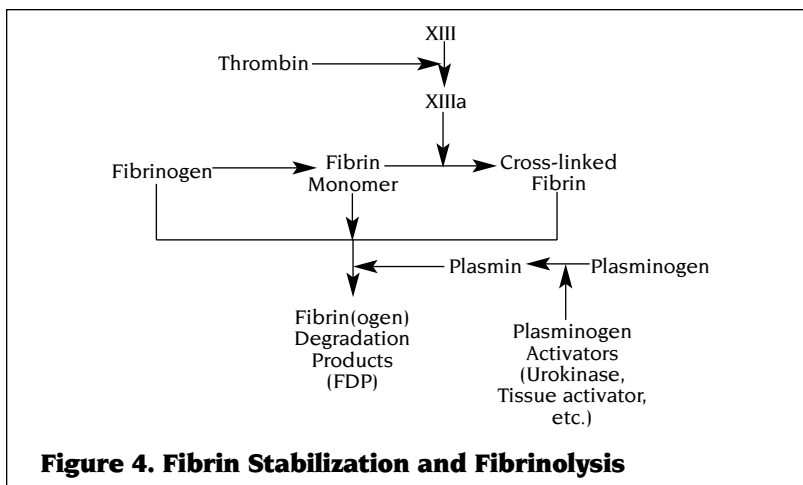 XIII
Thrombin
XIIIa
Fibrinogen
Fibrin
Monomer
Cross-linked
Fibrin
Plasmin
Plasminogen
Fibrin(ogen)
Degradation
Products
(FDP)
Plasminogen
Activators
(Urokinase,
Tissue activator,
etc.)
Figure 4. Fibrin Stabilization and Fibrinolysis